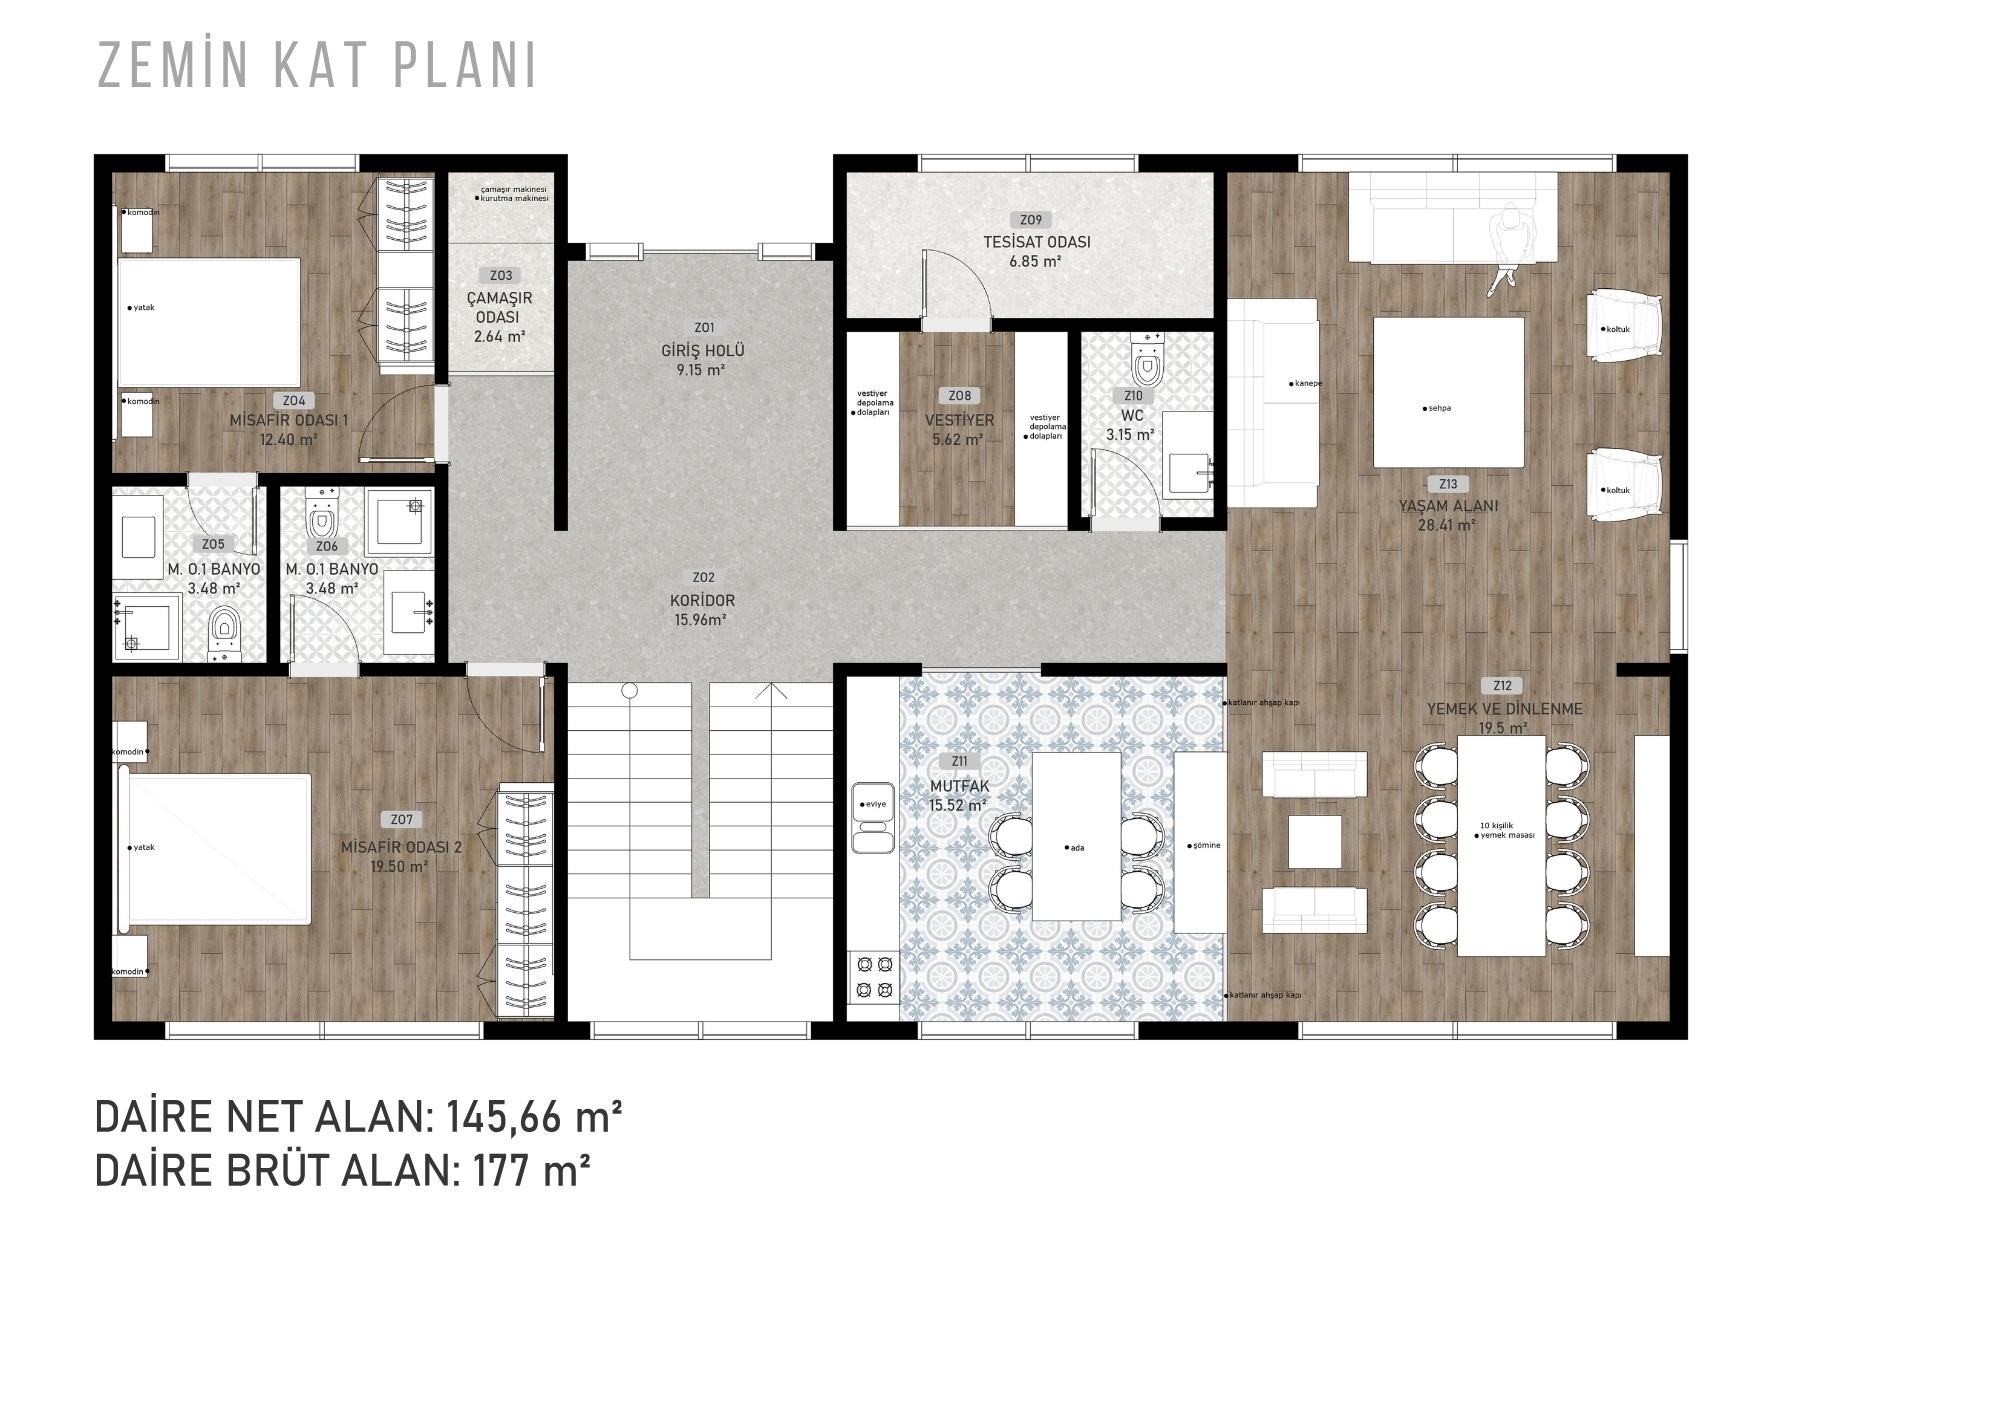 ZEMİN KAT PLANI
komodin
yatak
komodin
Z04
MİSAFİR ODASI 1
12.40 m²
çamaşır makinesi
kurutma makinesi
Z03
ÇAMAŞIR
ODASI
2.64 m²
Z01
GİRİŞ HOLÜ
9.15 m²
Z09
TESİSAT ODASI
6.85 m²
vestiyer
depolama
dolapları
Z08
VESTİYER
5.62 m²
vestiyer
depolama
dolapları
Z10
WC
3.15 m²
kanepe
sehpa
koltuk
koltuk
Z13
YAŞAM ALANI
28.41 m²
Z05
M. O.1 BANYO
3.48 m²
Z06
M. O.1 BANYO
3.48 m²
Z02
KORİDOR
15.96m²
komodin
yatak
komodin
Z07
MİSAFİR ODASI 2
19.50 m²
eviye
Z11
MUTFAK
15.52 m²
ada
şömine
katlanır ahşap kapı
katlanır ahşap kapı
Z12
YEMEK VE DİNLENME
19.5 m²
10 kişilik
yemek masası
DAİRE NET ALAN: 145,66 m²
DAİRE BRÜT ALAN: 177 m²